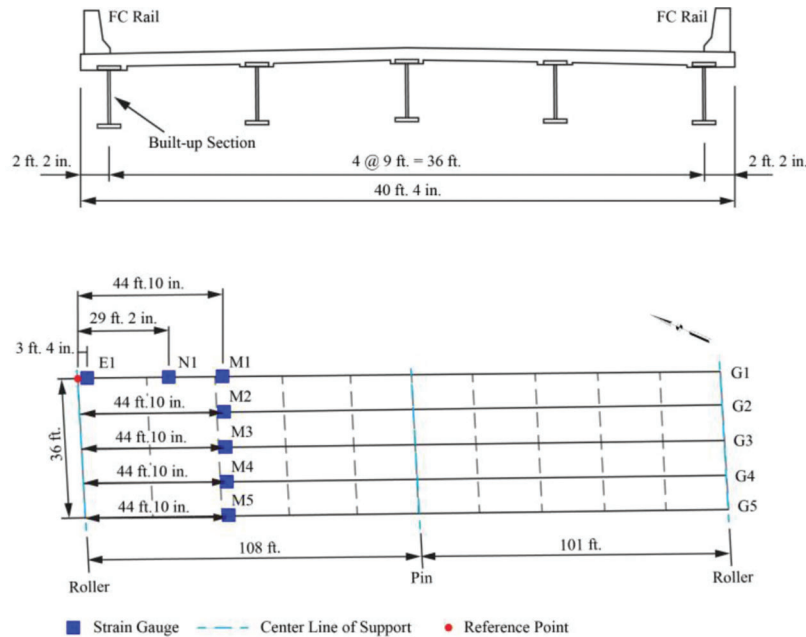 FC Rail
FC Rail
Built-up Section
2 ft. 2 in.
4 @ 9 ft. = 36 ft.
2 ft. 2 in.
40 ft. 4 in.
44 ft.10 in.
29 ft. 2 in.
3 ft. 4 in.
E1
N1
M1
N
G1
44 ft.10 in.
M2
G2
36 ft.
44 ft.10 in.
M3
G3
44 ft.10 in.
M4
G4
44 ft.10 in.
M5
G5
108 ft.
101 ft.
Roller
Pin
Roller
Strain Gauge
Center Line of Support
Reference Point